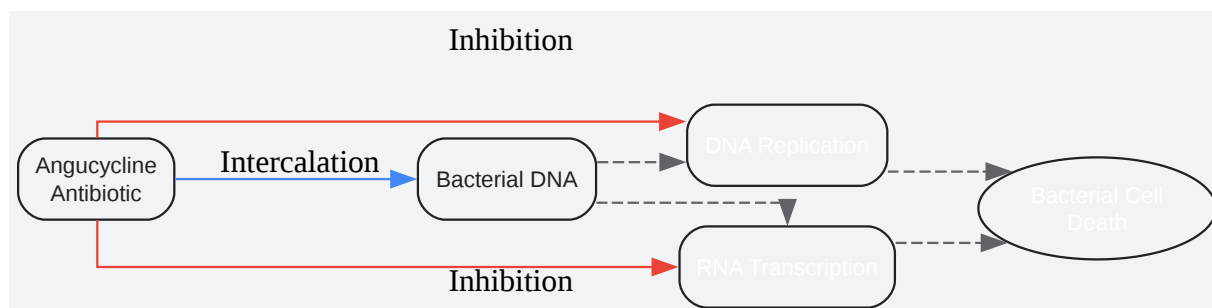 Inhibition
Angucycline
Antibiotic
Intercalation
Bacterial DNA
DNA Replication
Bacterial Cell
Death
RNA Transcription
Inhibition